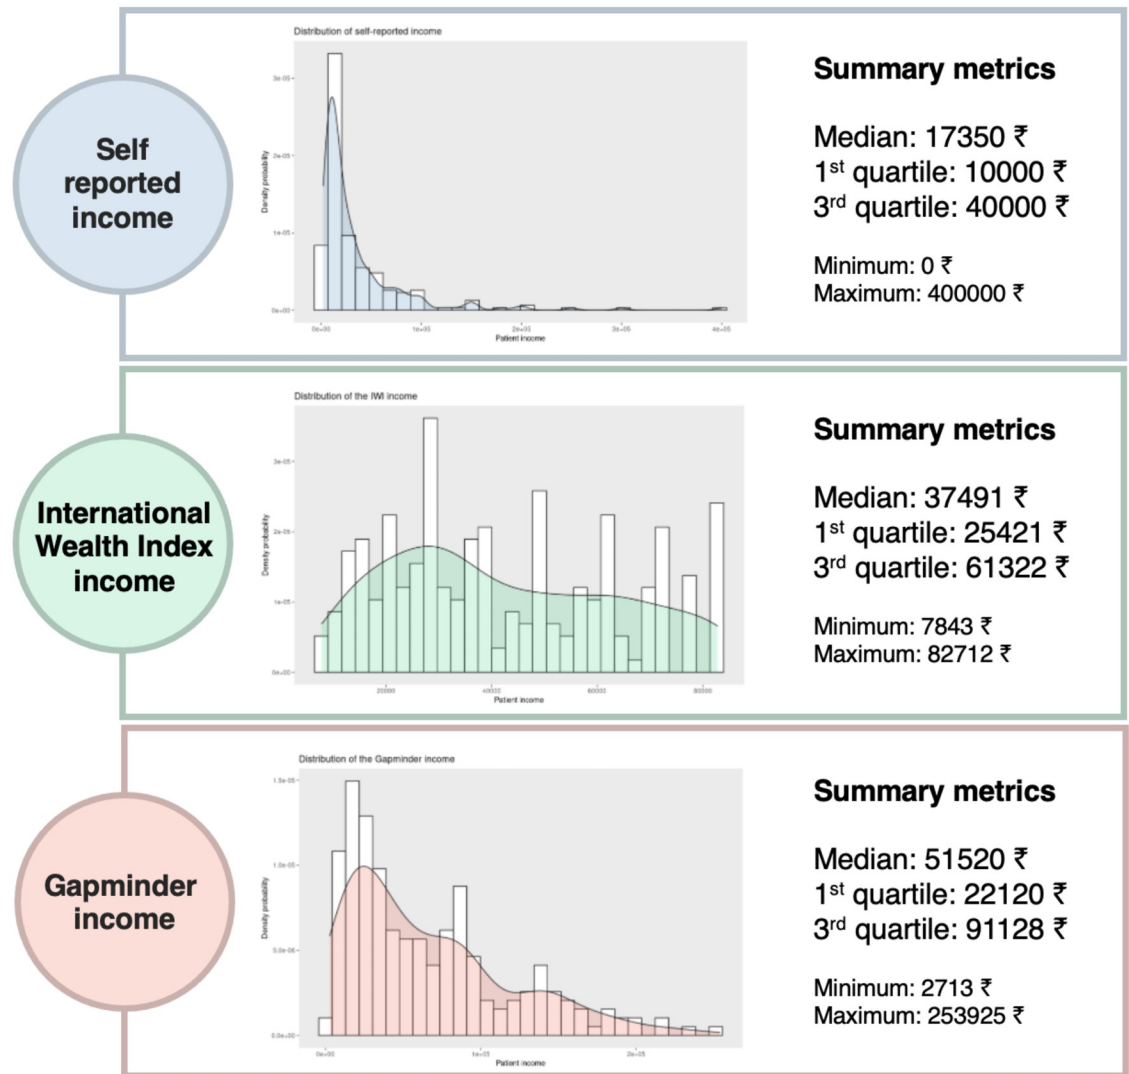 Self
reported
income
Distribution of self-reported income
Density probability
3e-05
2e-05
1e-05
0e+00
0e+00 1e+05 2e+05 3e+05 4e+05
Patient income
Summary metrics
Median: 17350 ₹
1st quartile: 10000 ₹
3rd quartile: 40000 ₹
Minimum: 0 ₹
Maximum: 400000 ₹
International
Wealth Index
income
Distribution of the IWI income
Density probability
3e-05
2e-05
1e-05
0e+00
20000 40000 60000 80000
Patient income
Summary metrics
Median: 37491 ₹
1st quartile: 25421 ₹
3rd quartile: 61322 ₹
Minimum: 7843 ₹
Maximum: 82712 ₹
Gapminder
income
Distribution of the Gapminder income
Density probability
1.5e-05
1.0e-05
5.0e-06
0.0e+00
0e+00 1e+05 2e+05
Patient income
Summary metrics
Median: 51520 ₹
1st quartile: 22120 ₹
3rd quartile: 91128 ₹
Minimum: 2713 ₹
Maximum: 253925 ₹